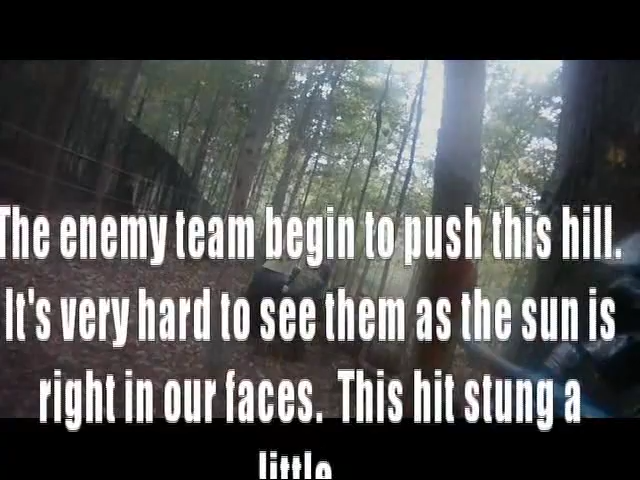 The enemy team begin to push this hill.
It's very hard to see them as the sun is
right in our faces. This hit stung a
little